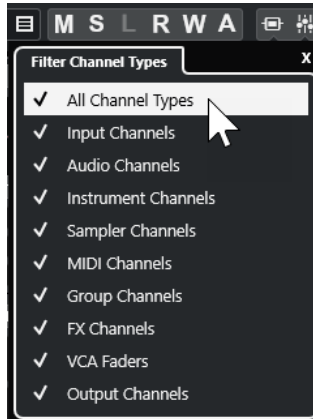 M S L R W A
Filter Channel Types X
✓ All Channel Types
✓ Input Channels
✓ Audio Channels
✓ Instrument Channels
✓ Sampler Channels
✓ MIDI Channels
✓ Group Channels
✓ FX Channels
✓ VCA Faders
✓ Output Channels